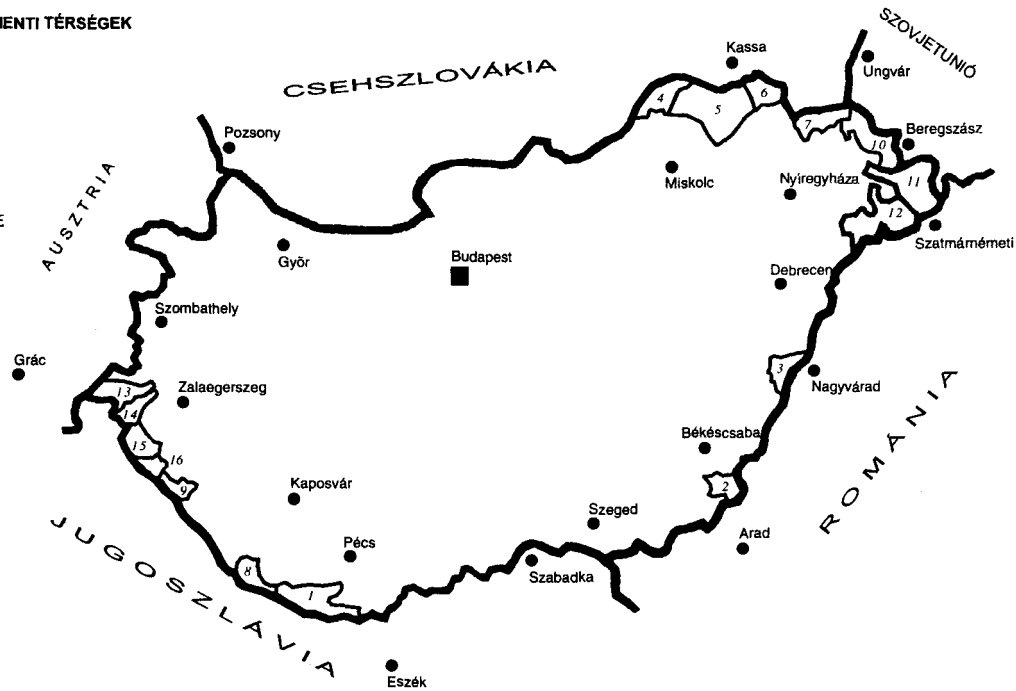 MENTI TÉRSÉGEK
SZOVJETUNIÓ
Kassa
Ungvár
CSEHSZLOVÁKIA
4
5
6
7
10
Beregszász
Pozsony
Miskolc
Nyíregyháza
11
12
AUSZTRIA
E
Szatmárnémeti
Győr
Budapest
Debrecen
Szombathely
Grác
3
Nagyvárad
13
Zalaegerszeg
14
15
16
9
Békéscsaba
2
ROMÁNIA
Kaposvár
Szeged
Arad
Pécs
Szabadka
8
1
JUGOSZLÁVIA
Eszék